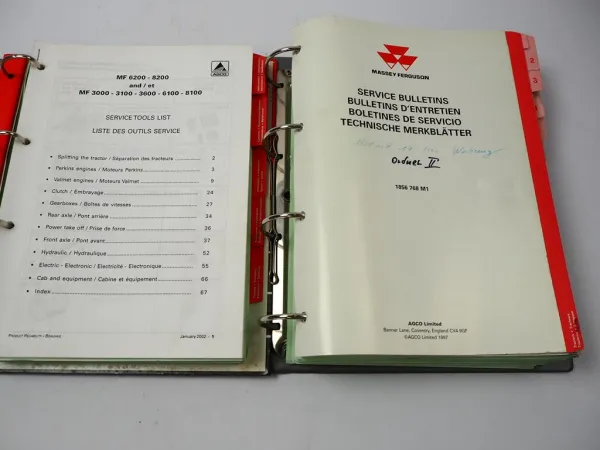 MF 6200 - 8200
and / et
MF 3000 - 3100 - 3600 - 6100 - 8100
AGCO
SERVICE TOOLS LIST
LISTE DES OUTILS SERVICE
• Splitting the tractor / Séparation des tracteurs 2
• Perkins engines / Moteurs Perkins 3
• Valmet engines / Moteurs Valmet 9
• Clutch / Embrayage 24
• Gearboxes / Boîtes de vitesses 27
• Rear axle / Pont arrière 34
• Power take off / Prise de force 36
• Front axle / Pont avant 37
• Hydraulic / Hydraulique 52
• Electric - Electronic / Electricité - Electronique 55
• Cab and equipment / Cabine et équipement 66
• Index 67
January 2002 - 5
MASSEY FERGUSON
SERVICE BULLETINS
BULLETINS D'ENTRETIEN
BOLETINES DE SERVICIO
TECHNISCHE MERKBLÄTTER
Ordner II
1856 768 M1
AGCO Limited
Banner Lane, Coventry, England CV4 9GF
©AGCO Limited 1997
2
3